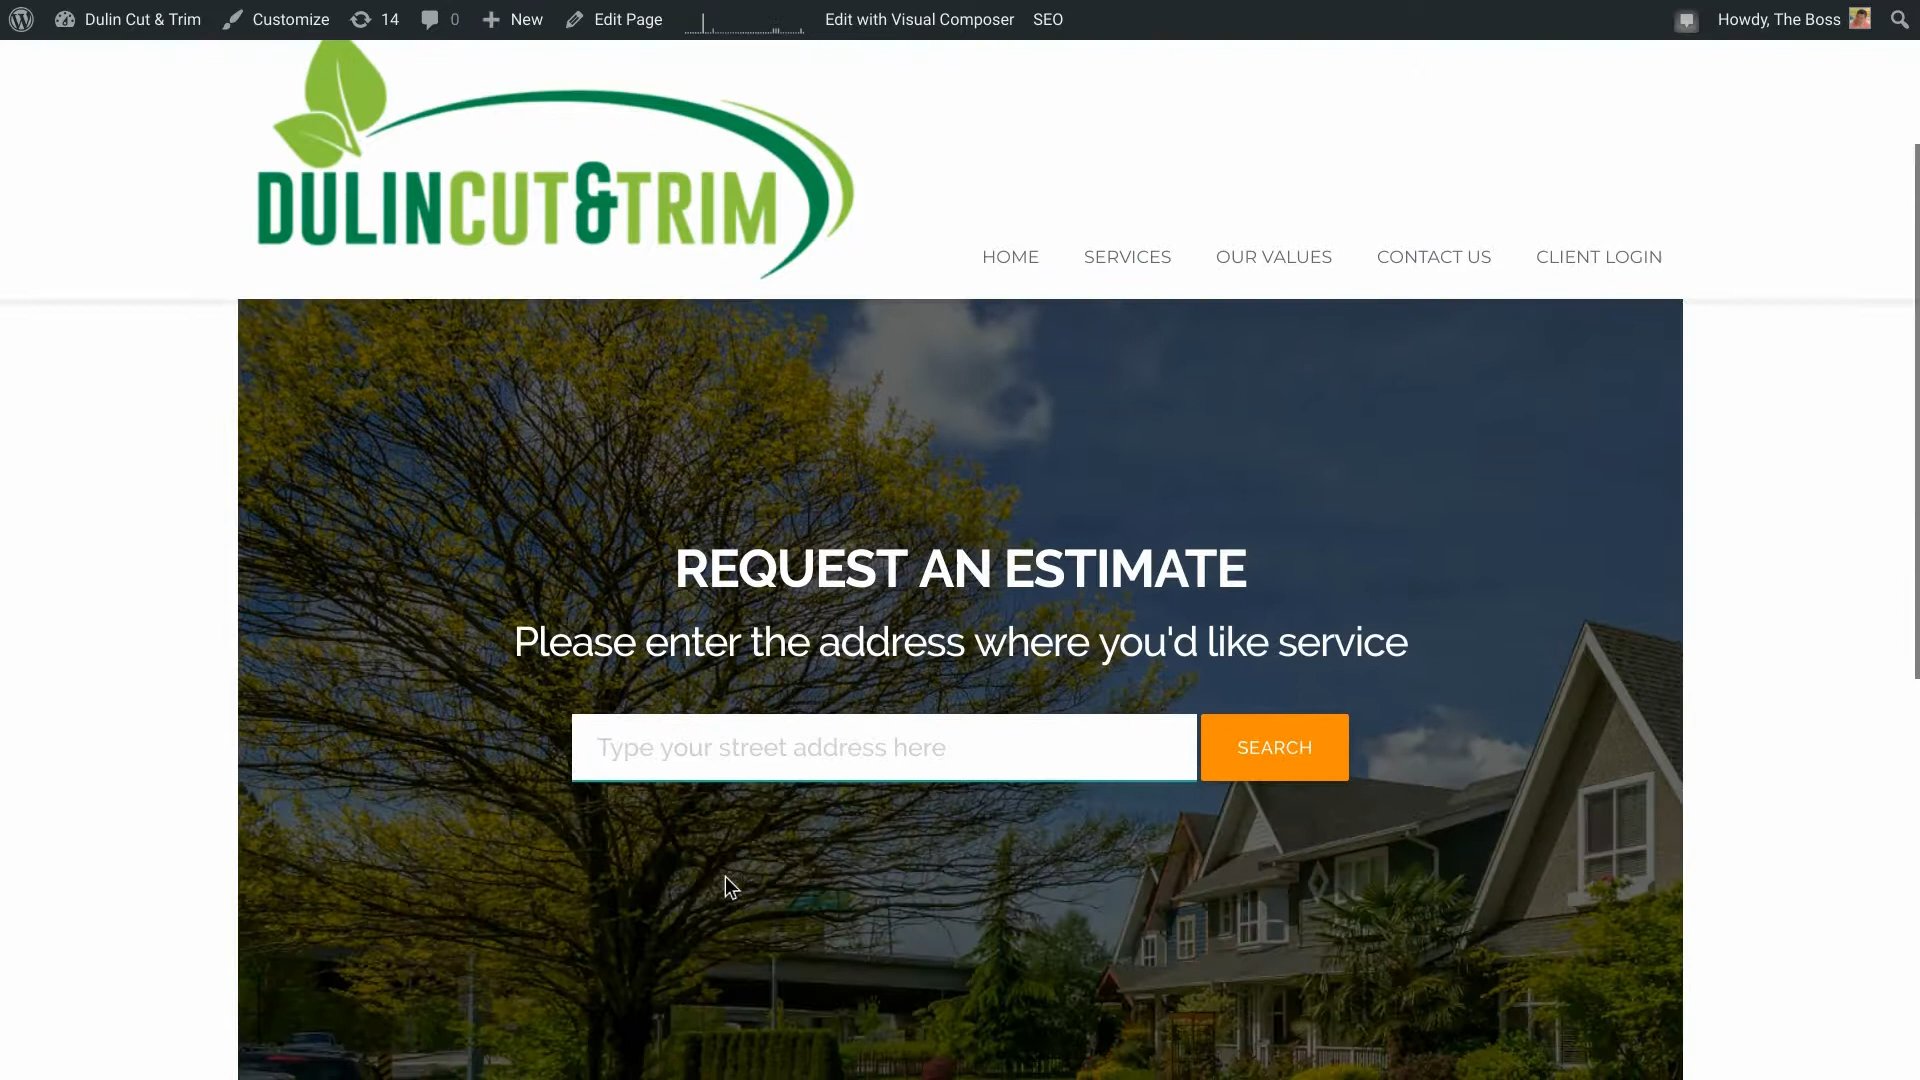 Dulin Cut & Trim Customize 14 0 New Edit Page Edit with Visual Composer SEO Howdy, The Boss
DULINCUT&TRIM
HOME SERVICES OUR VALUES CONTACT US CLIENT LOGIN
REQUEST AN ESTIMATE
Please enter the address where you'd like service
Type your street address here SEARCH